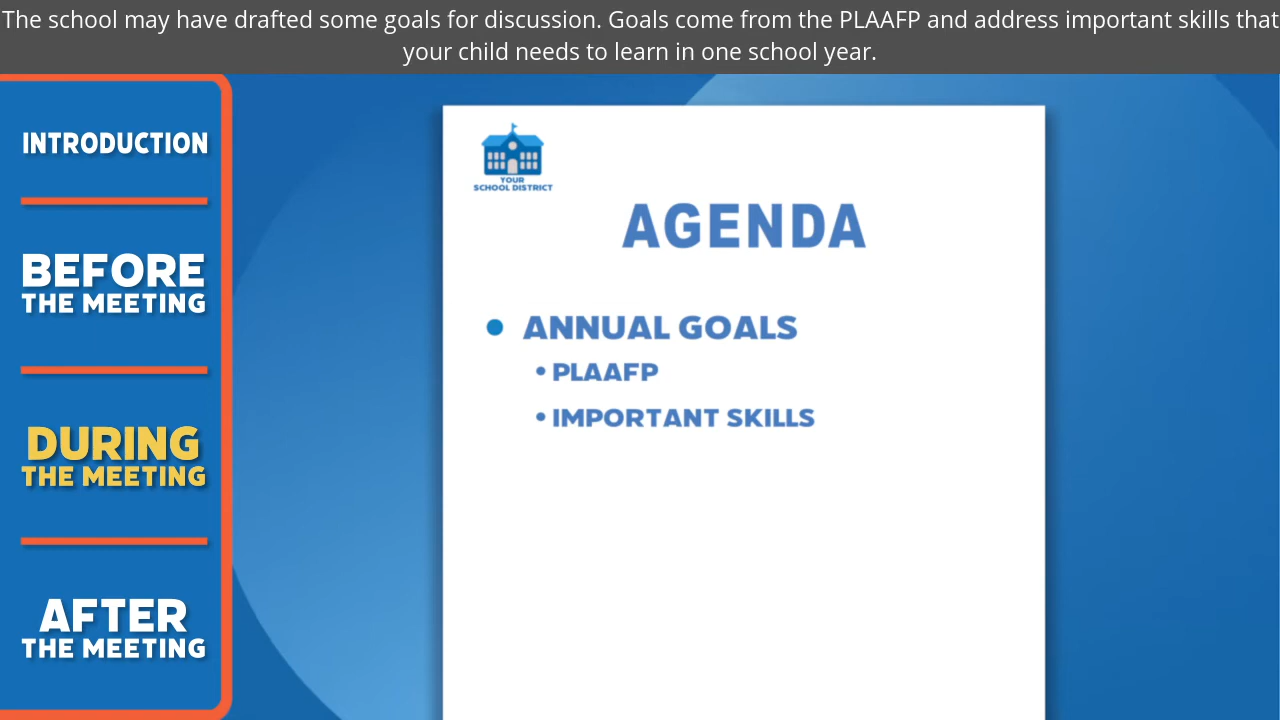 The school may have drafted some goals for discussion. Goals come from the PLAAFP and address important skills that
your child needs to learn in one school year.
INTRODUCTION
BEFORE
THE MEETING
DURING
THE MEETING
AFTER
THE MEETING
YOUR
SCHOOL DISTRICT
AGENDA
• ANNUAL GOALS
• PLAAFP
• IMPORTANT SKILLS